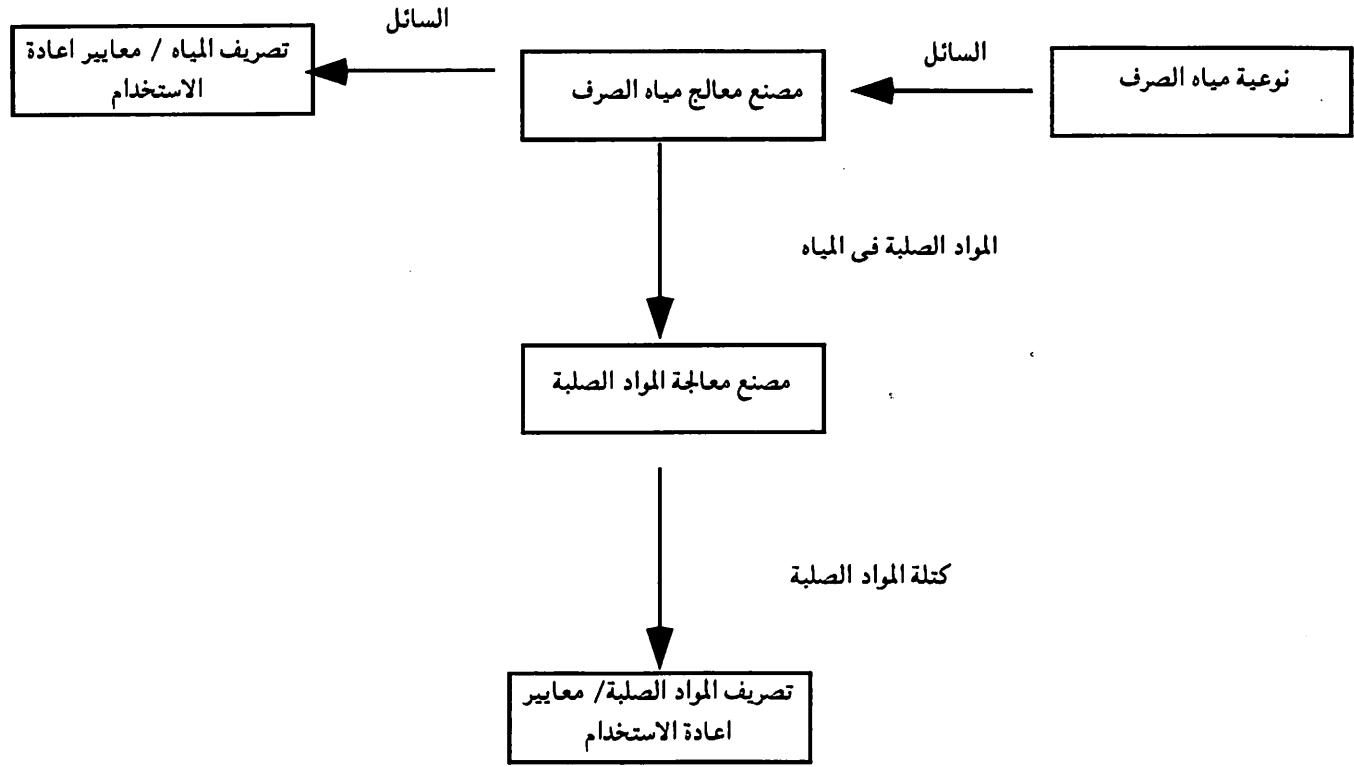 السائل
السائل
نوعية مياه الصرف
مصنع معالج مياه الصرف
تصريف المياه / معايير اعادة
الاستخدام
المواد الصلبة فى المياه
مصنع معالجة المواد الصلبة
كتلة المواد الصلبة
تصريف المواد الصلبة/ معايير
اعادة الاستخدام